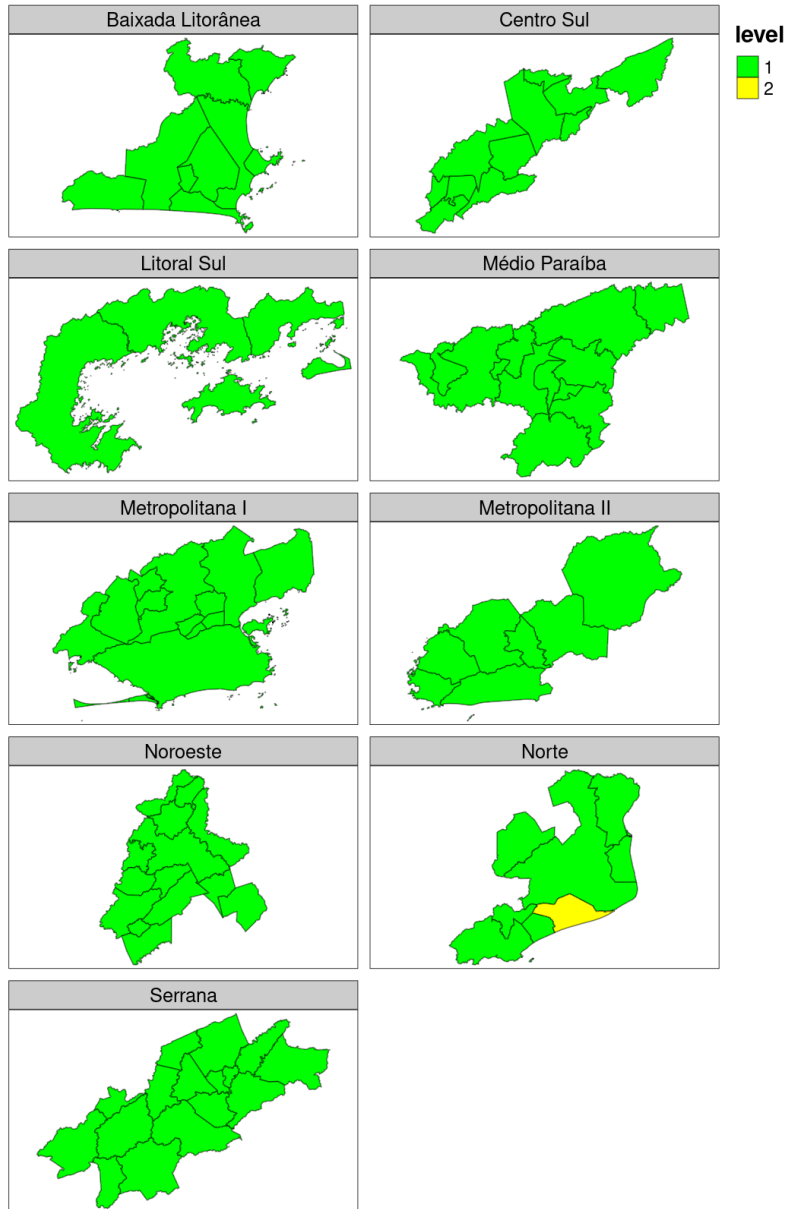 Baixada Litorânea
Centro Sul
level
1
2
Litoral Sul
Médio Paraíba
Metropolitana I
Metropolitana II
Noroeste
Norte
Serrana